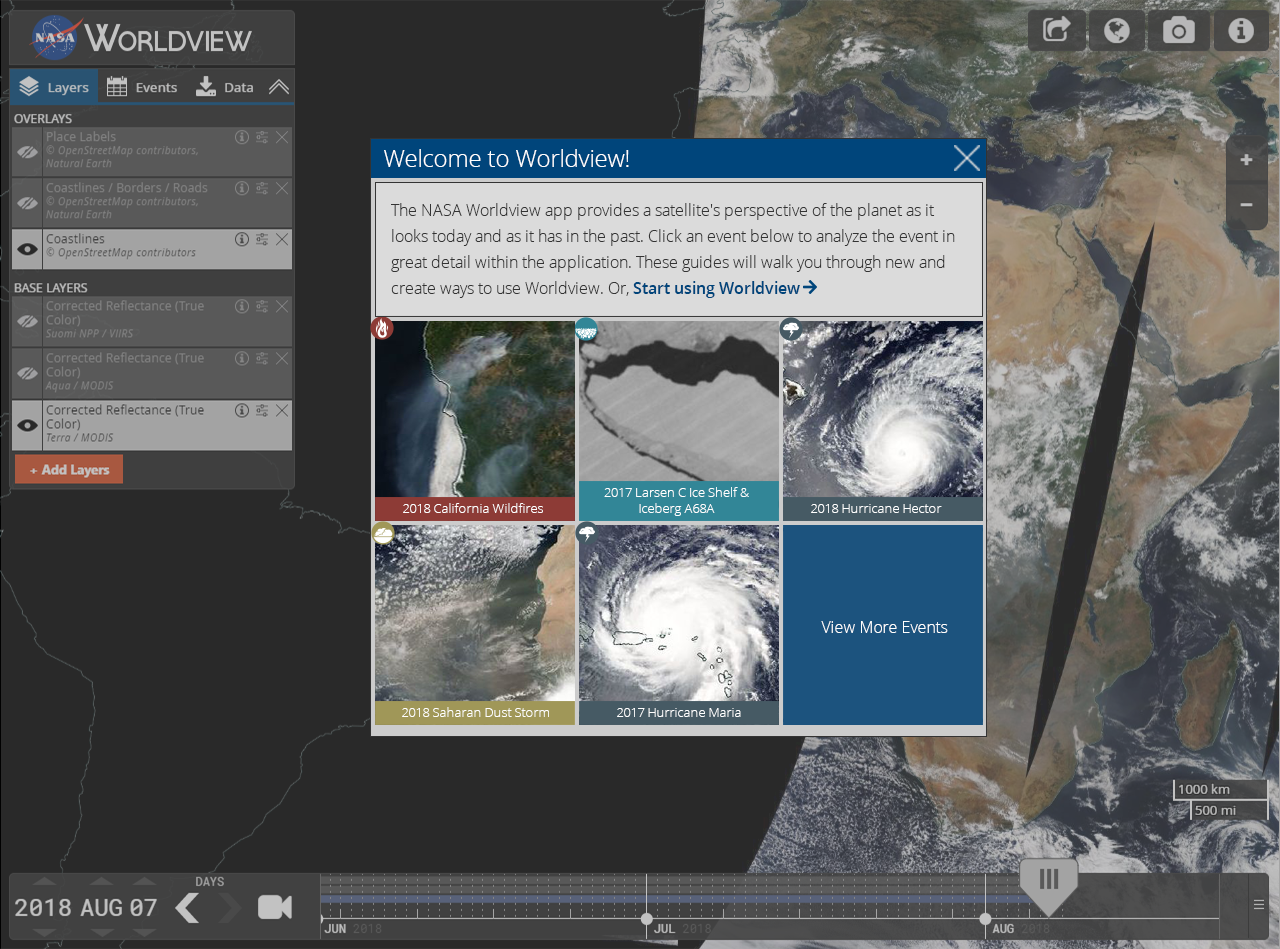 NASA WORLDVIEW
Layers Events Data
OVERLAYS
Place Labels
© OpenStreetMap contributors,
Natural Earth
Coastlines / Borders / Roads
© OpenStreetMap contributors,
Natural Earth
Coastlines
© OpenStreetMap contributors
BASE LAYERS
Corrected Reflectance (True
Color)
Suomi NPP / VIIRS
Corrected Reflectance (True
Color)
Aqua / MODIS
Corrected Reflectance (True
Color)
Terra / MODIS
+ Add Layers
Welcome to Worldview!
The NASA Worldview app provides a satellite's perspective of the planet as it
looks today and as it has in the past. Click an event below to analyze the event in
great detail within the application. These guides will walk you through new and
create ways to use Worldview. Or, Start using Worldview
2018 California Wildfires
2017 Larsen C Ice Shelf &
Iceberg A68A
2018 Hurricane Hector
2018 Saharan Dust Storm
2017 Hurricane Maria
View More Events
+
−
1000 km
500 mi
DAYS
2018 AUG 07
JUN 2018
JUL 2018
AUG 2018